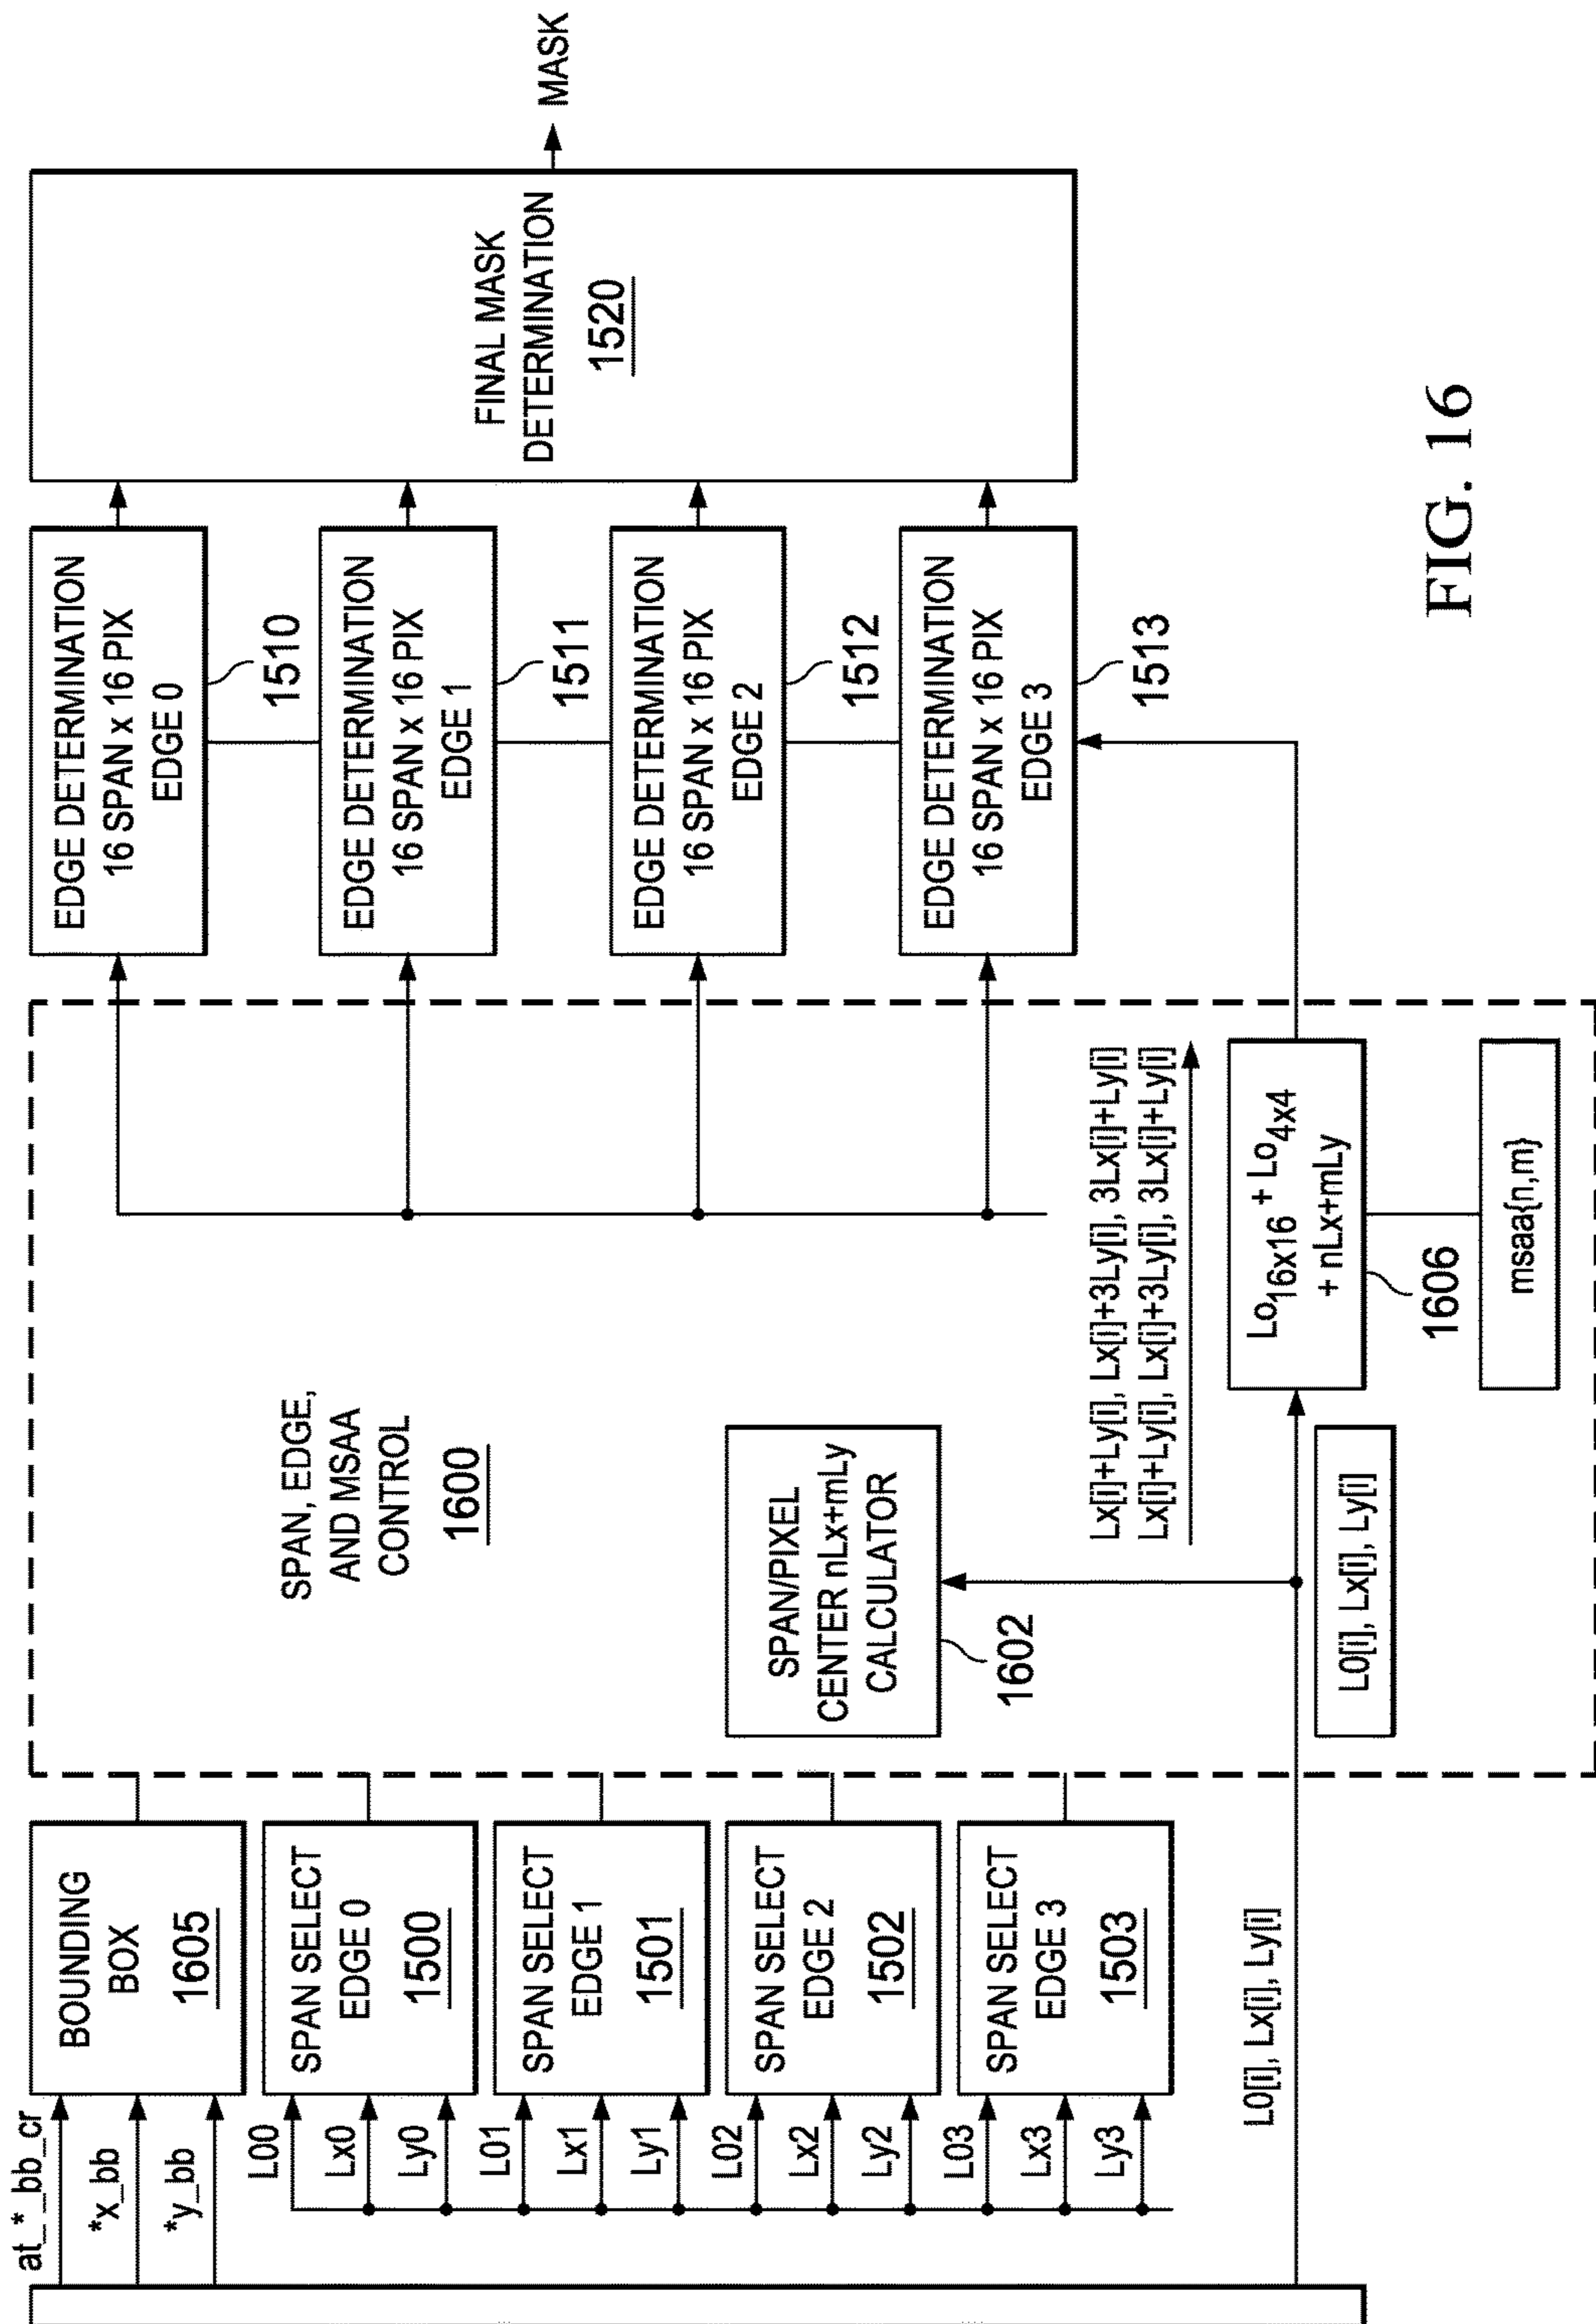 at_*_bb_cr
*x_bb
*y_bb
BOUNDING
BOX
1605
L00
Lx0
Ly0
SPAN SELECT
EDGE 0
1500
L01
Lx1
Ly1
SPAN SELECT
EDGE 1
1501
L02
Lx2
Ly2
SPAN SELECT
EDGE 2
1502
L03
Lx3
Ly3
SPAN SELECT
EDGE 3
1503
L0[i], Lx[i], Ly[i]
SPAN, EDGE,
AND MSAA
CONTROL
1600
SPAN/PIXEL
CENTER nLx+mLy
CALCULATOR
1602
Lx[i]+Ly[i], Lx[i]+3Ly[i], 3Lx[i]+Ly[i]
Lx[i]+Ly[i], Lx[i]+3Ly[i], 3Lx[i]+Ly[i]
L0[i], Lx[i], Ly[i]
Lo16x16 + Lo4x4
+ nLx+mLy
1606
msaa{n,m}
EDGE DETERMINATION
16 SPAN x 16 PIX
EDGE 0
1510
EDGE DETERMINATION
16 SPAN x 16 PIX
EDGE 1
1511
EDGE DETERMINATION
16 SPAN x 16 PIX
EDGE 2
1512
EDGE DETERMINATION
16 SPAN x 16 PIX
EDGE 3
1513
FINAL MASK
DETERMINATION
1520
MASK
FIG. 16